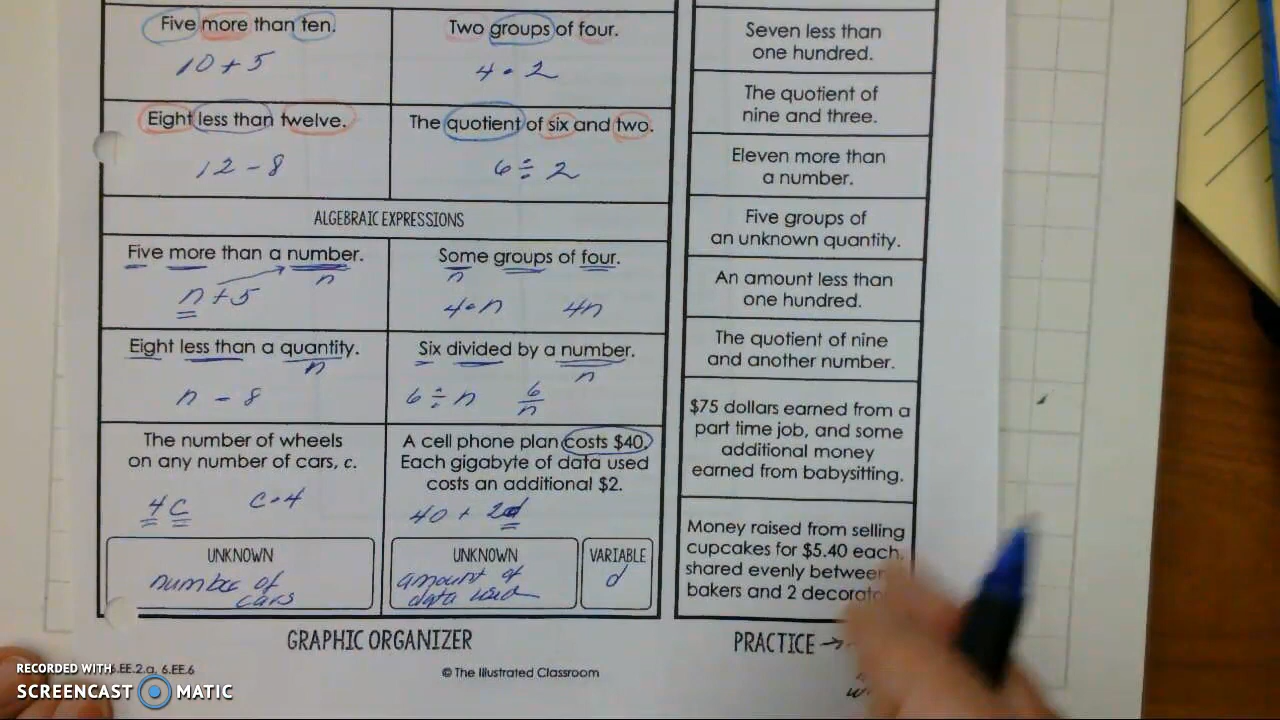 Five more than ten.
10 + 5
Two groups of four.
4 • 2
Eight less than twelve.
12 - 8
The quotient of six and two.
6 ÷ 2
ALGEBRAIC EXPRESSIONS
Five more than a number.
n
n + 5
Some groups of four.
n
4•n 4n
Eight less than a quantity.
n
n - 8
Six divided by a number.
n
6 ÷ n 6/n
The number of wheels
on any number of cars, c.
4c c•4
UNKNOWN
number of
cars
A cell phone plan costs $40.
Each gigabyte of data used
costs an additional $2.
40 + 2d
UNKNOWN
amount of
data used
VARIABLE
d
GRAPHIC ORGANIZER
Seven less than
one hundred.
The quotient of
nine and three.
Eleven more than
a number.
Five groups of
an unknown quantity.
An amount less than
one hundred.
The quotient of nine
and another number.
$75 dollars earned from a
part time job, and some
additional money
earned from babysitting.
Money raised from selling
cupcakes for $5.40 each,
shared evenly between
bakers and 2
PRACTICE →
6.EE.2.a, 6.EE.6
© The Illustrated Classroom
RECORDED WITH
SCREENCAST MATIC